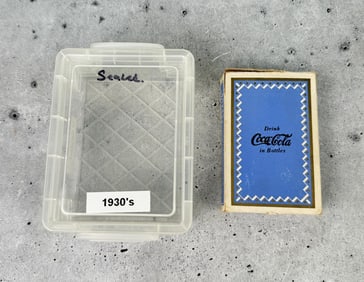 Sealed.
1930's
Drink
Coca-Cola
in Bottles